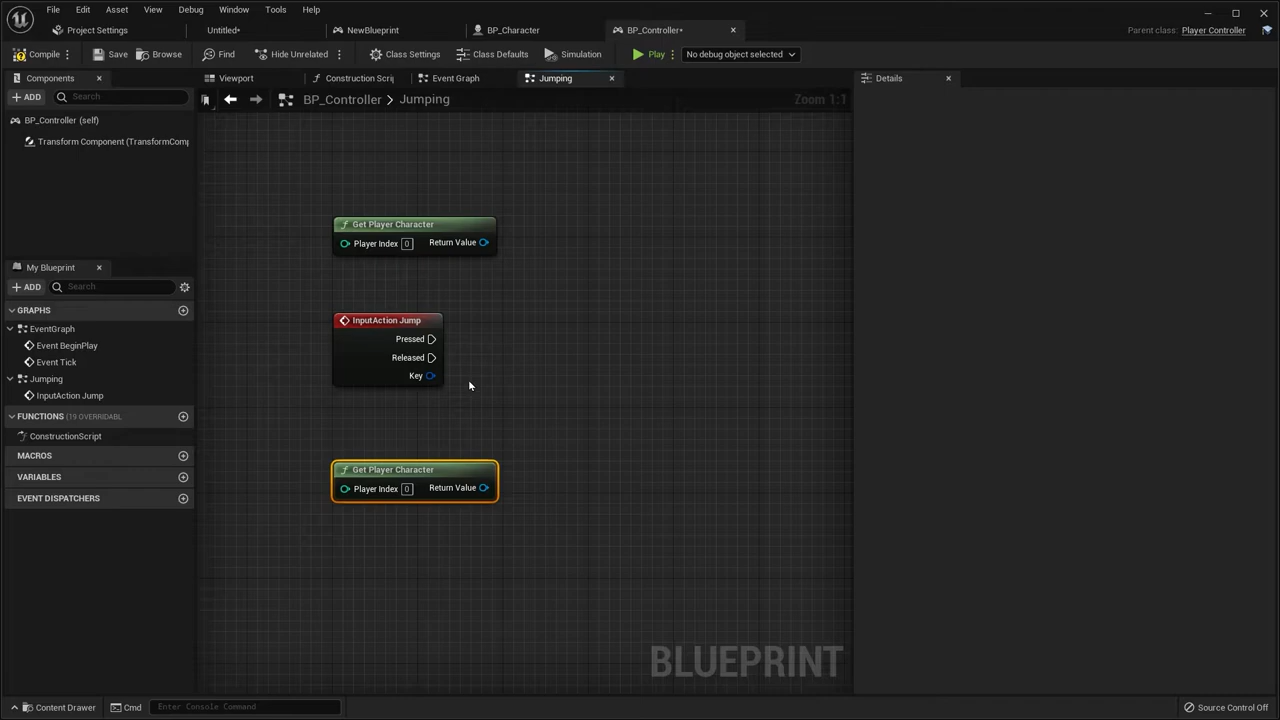 File Edit Asset View Debug Window Tools Help
Project Settings Untitled• NewBlueprint BP_Character BP_Controller• Parent class: Player Controller
Compile Save Browse Find Hide Unrelated Class Settings Class Defaults Simulation Play No debug object selected
Components Viewport Construction Scrip Event Graph Jumping Details
ADD Search
BP_Controller > Jumping Zoom 1:1
BP_Controller (self)
Transform Component (TransformComp
Get Player Character
Player Index 0 Return Value
My Blueprint
ADD Search
GRAPHS
EventGraph
Event BeginPlay
Event Tick
Jumping
InputAction Jump
FUNCTIONS (19 OVERRIDABL
ConstructionScript
MACROS
VARIABLES
EVENT DISPATCHERS
InputAction Jump
Pressed
Released
Key
Get Player Character
Player Index 0 Return Value
BLUEPRINT
Content Drawer Cmd Enter Console Command Source Control Off